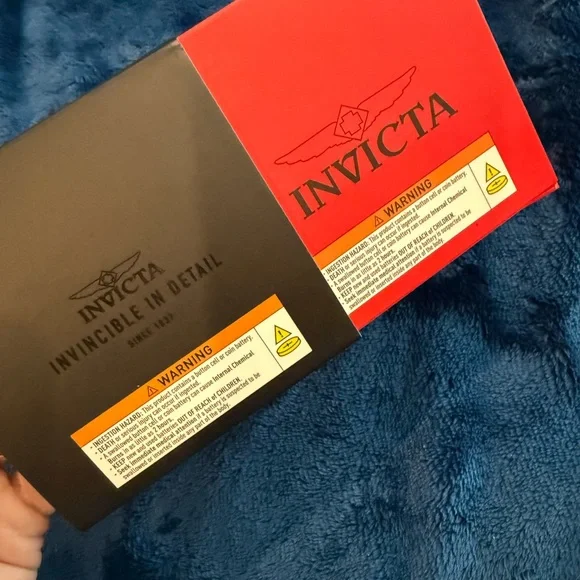 INVICTA
WARNING
• INGESTION HAZARD: This product contains a button cell or coin battery.
• DEATH or serious injury can occur if ingested.
• A swallowed button cell or coin battery can cause Internal Chemical
Burns in as little as 2 hours.
• KEEP new and used batteries OUT OF REACH of CHILDREN.
• Seek immediate medical attention if a battery is suspected to be
swallowed or inserted inside any part of the body.
INVICTA
INVINCIBLE IN DETAIL
SINCE 1837
WARNING
• INGESTION HAZARD: This product contains a button cell or coin battery.
• DEATH or serious injury can occur if ingested.
• A swallowed button cell or coin battery can cause Internal Chemical
Burns in as little as 2 hours.
• KEEP new and used batteries OUT OF REACH of CHILDREN.
• Seek immediate medical attention if a battery is suspected to be
swallowed or inserted inside any part of the body.